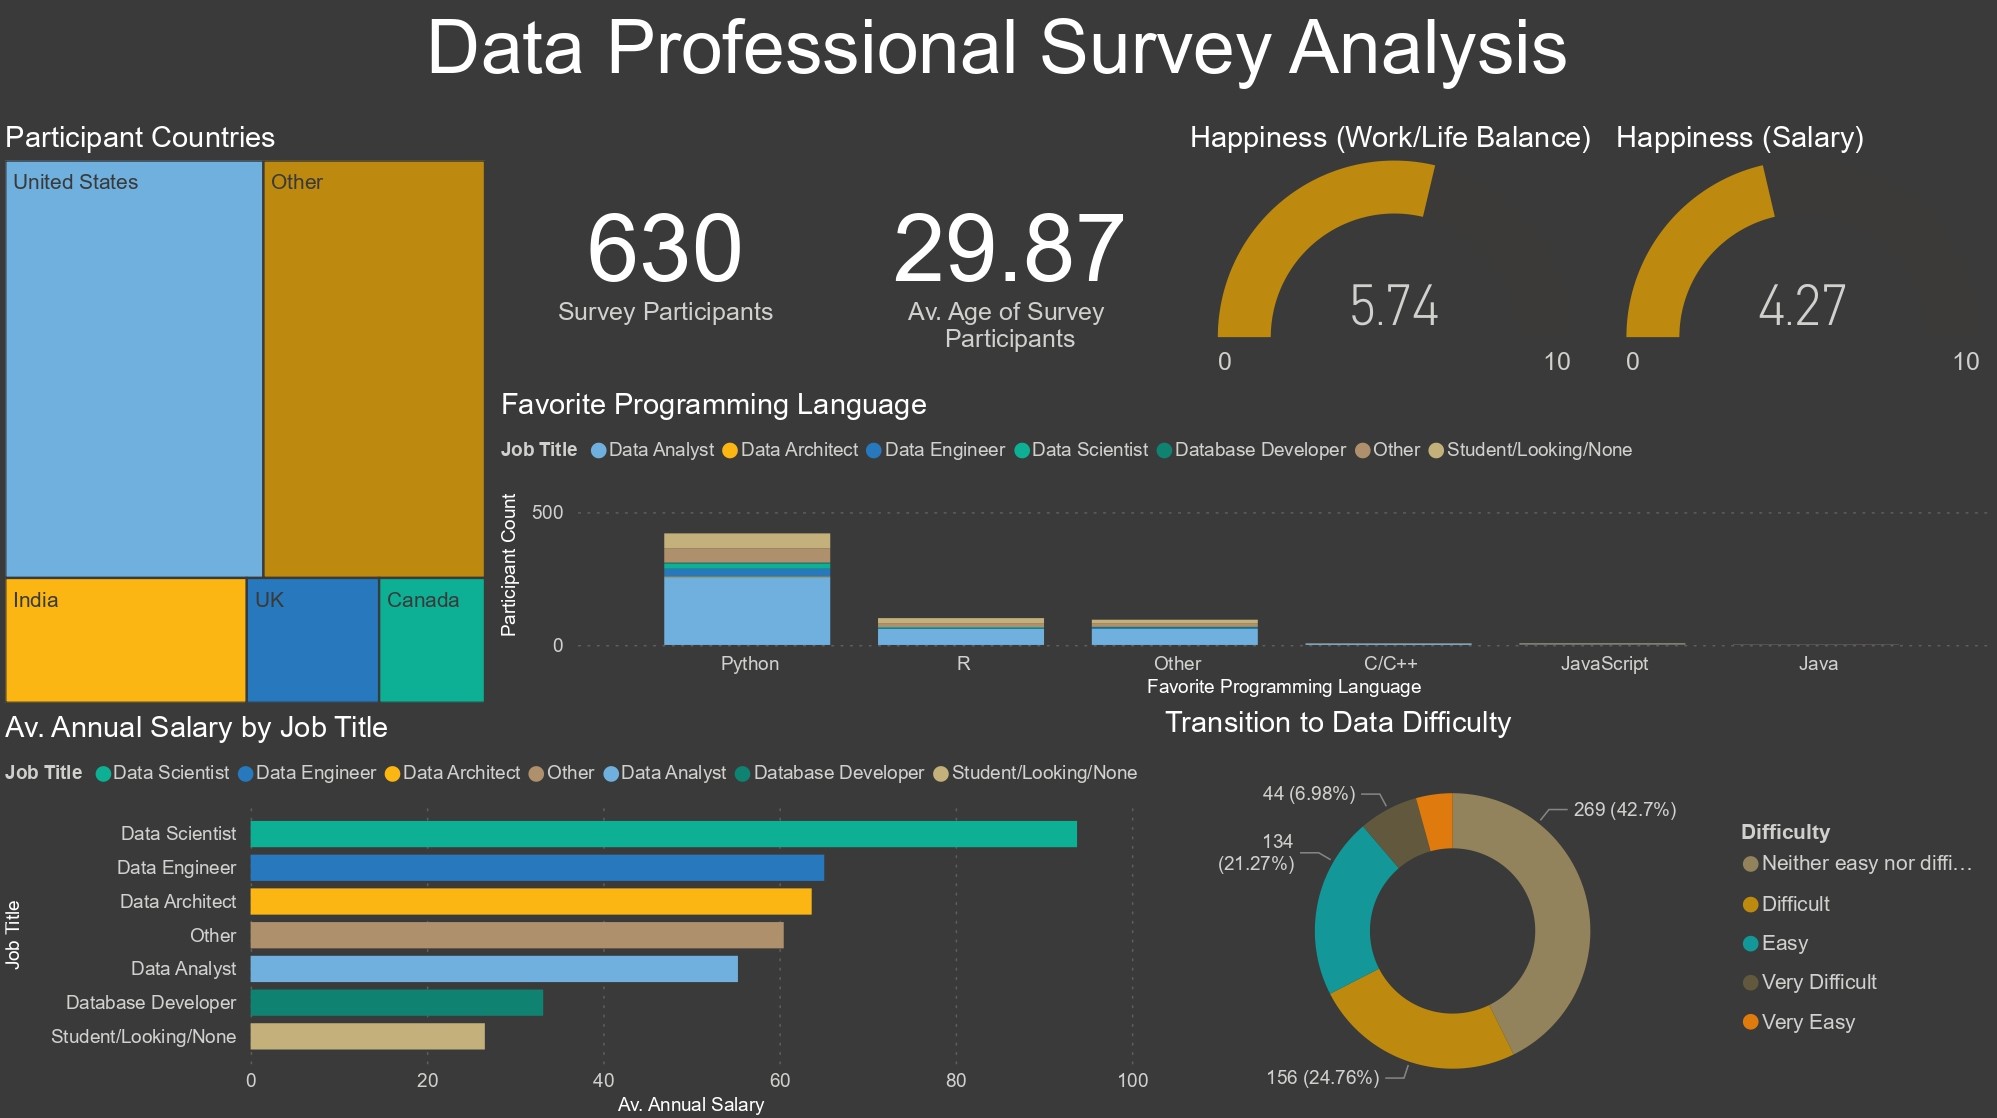 Data Professional Survey Analysis
Participant Countries
United States
Other
India
UK
Canada
630
Survey Participants
29.87
Av. Age of Survey
Participants
Happiness (Work/Life Balance)
5.74
0
10
Happiness (Salary)
4.27
0
10
Favorite Programming Language
Job Title Data Analyst Data Architect Data Engineer Data Scientist Database Developer Other Student/Looking/None
Participant Count
500
0
Python
R
Other
C/C++
JavaScript
Java
Favorite Programming Language
Av. Annual Salary by Job Title
Job Title Data Scientist Data Engineer Data Architect Other Data Analyst Database Developer Student/Looking/None
Job Title
Data Scientist
Data Engineer
Data Architect
Other
Data Analyst
Database Developer
Student/Looking/None
0
20
40
60
80
100
Av. Annual Salary
Transition to Data Difficulty
44 (6.98%)
269 (42.7%)
134
(21.27%)
156 (24.76%)
Difficulty
Neither easy nor diffi…
Difficult
Easy
Very Difficult
Very Easy